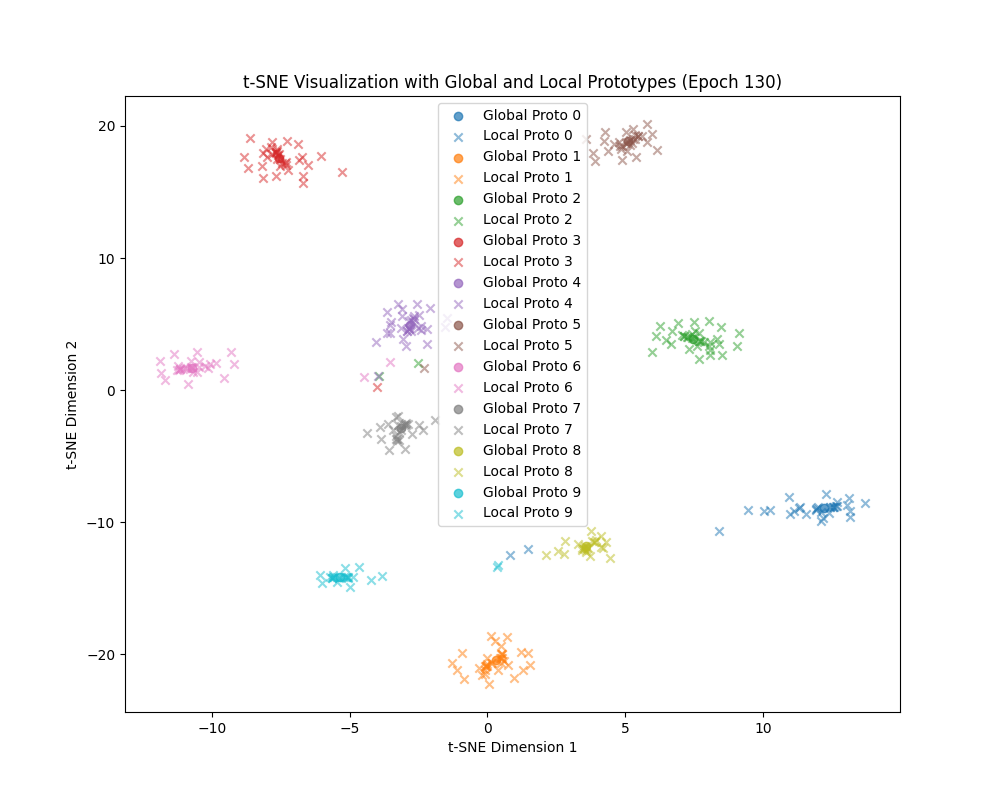 t-SNE Visualization with Global and Local Prototypes (Epoch 130)
20
10
0
−10
−20
t-SNE Dimension 2
Global Proto 0
Local Proto 0
Global Proto 1
Local Proto 1
Global Proto 2
Local Proto 2
Global Proto 3
Local Proto 3
Global Proto 4
Local Proto 4
Global Proto 5
Local Proto 5
Global Proto 6
Local Proto 6
Global Proto 7
Local Proto 7
Global Proto 8
Local Proto 8
Global Proto 9
Local Proto 9
−10 −5 0 5 10
t-SNE Dimension 1